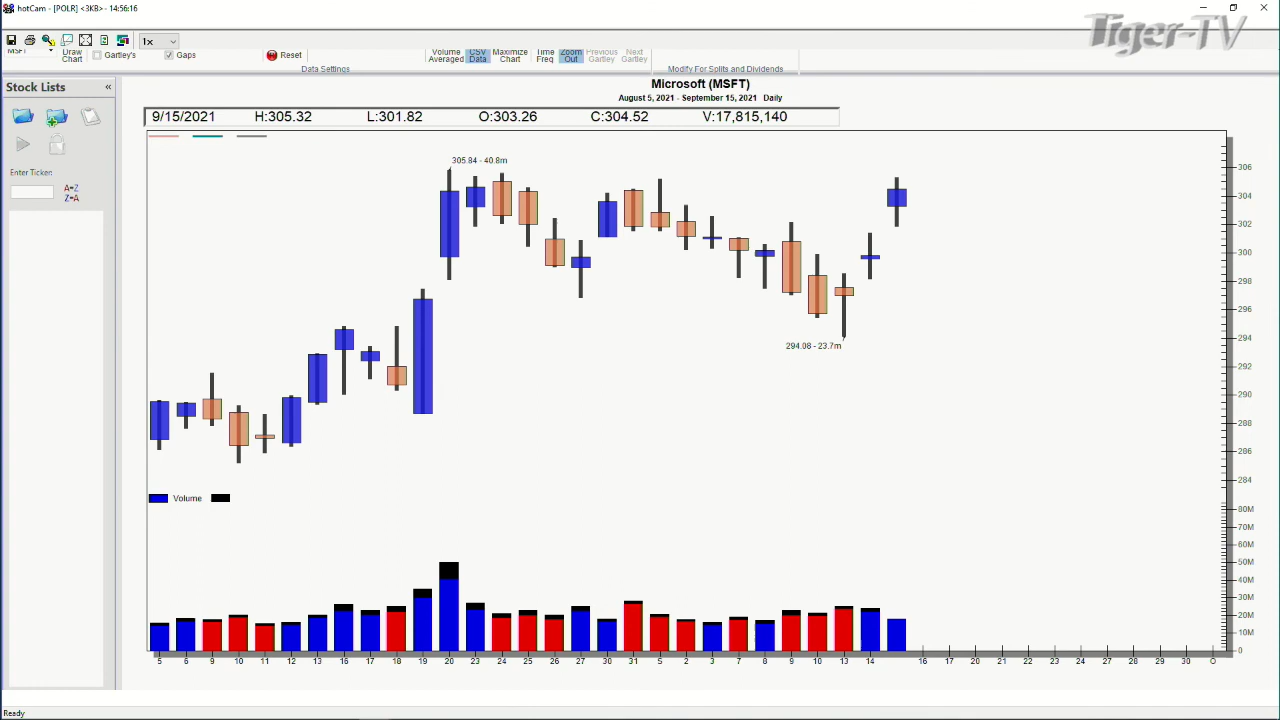 hotCam - [POLR] <3KB> - 14:56:16
Tiger-TV
1x
MSFT
Draw Chart
Gartley's
Gaps
Reset
Volume Averaged
CSV Data
Maximize Chart
Time Freq
Zoom Out
Previous Gartley
Next Gartley
Data Settings
Modify For Splits and Dividends
Stock Lists «
Enter Ticker:
A=Z
Z=A
Microsoft (MSFT)
August 5, 2021 - September 15, 2021 Daily
9/15/2021 H:305.32 L:301.82 O:303.26 C:304.52 V:17,815,140
305.84 - 40.8m
294.08 - 23.7m
306
304
302
300
298
296
294
292
290
288
286
284
Volume
80M
70M
60M
50M
40M
30M
20M
10M
0
5 6 9 10 11 12 13 16 17 18 19 20 23 24 25 26 27 30 31 S 2 3 7 8 9 10 13 14 16 17 20 21 22 23 24 27 28 29 30 O
Ready